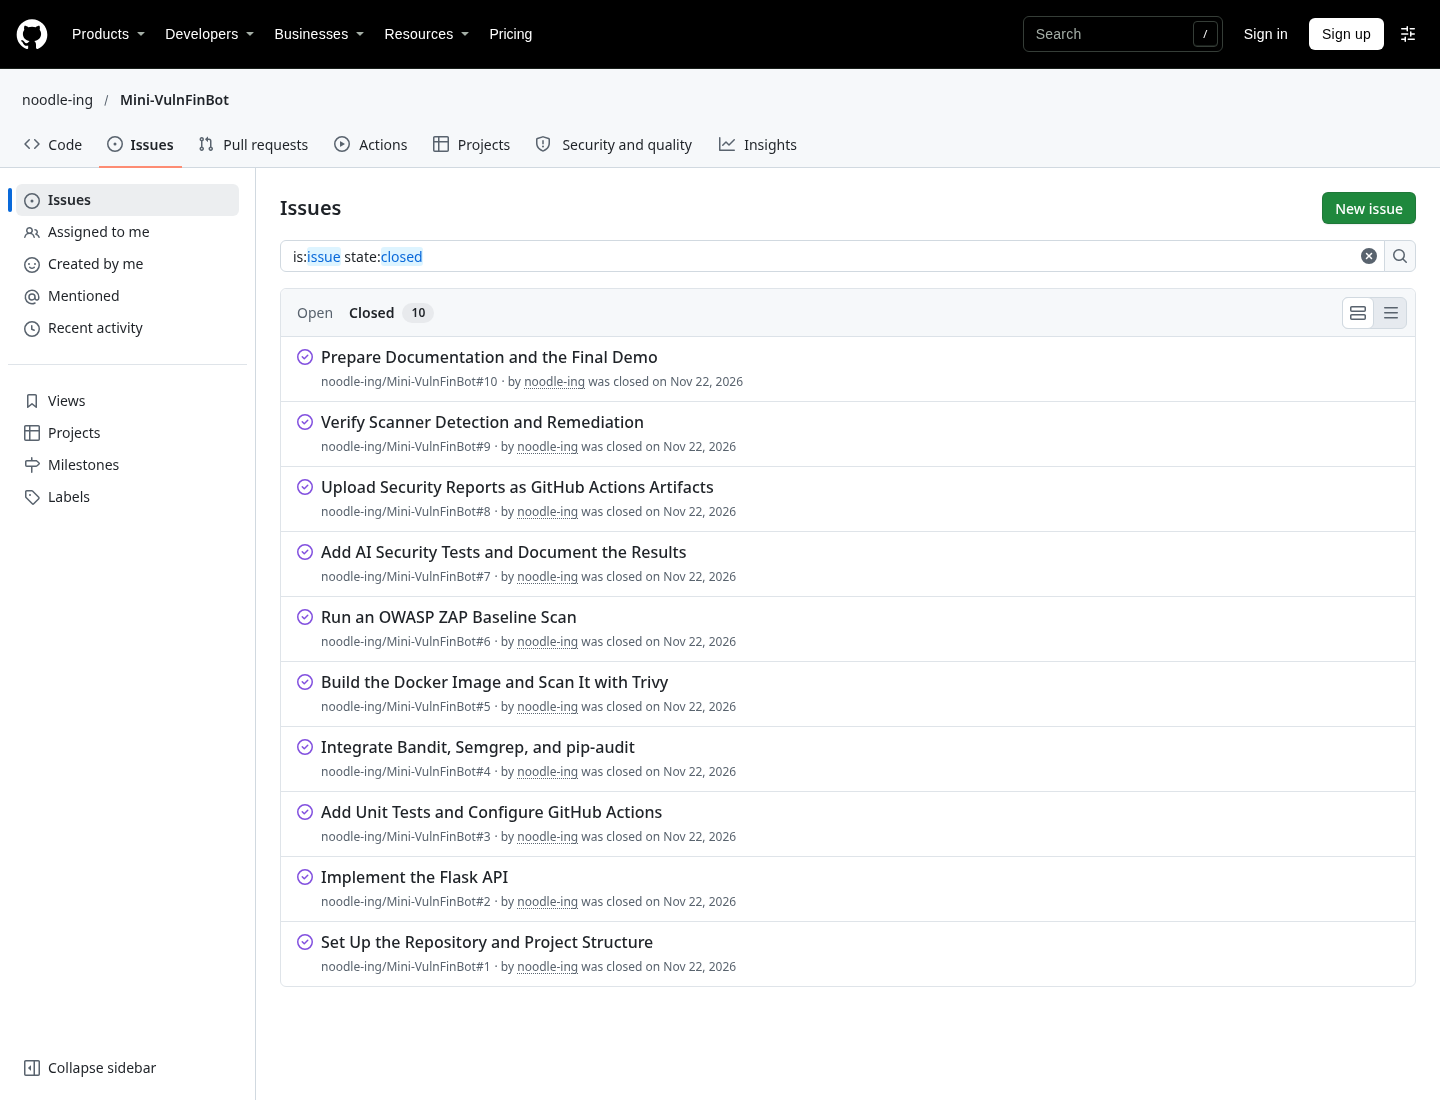 Products Developers Businesses Resources Pricing Search / Sign in Sign up
noodle-ing / Mini-VulnFinBot
Code Issues Pull requests Actions Projects Security and quality Insights
Issues
Assigned to me
Created by me
Mentioned
Recent activity
Views
Projects
Milestones
Labels
Collapse sidebar
Issues
New issue
is:issue state:closed
Open Closed 10
Prepare Documentation and the Final Demo
noodle-ing/Mini-VulnFinBot#10 · by noodle-ing was closed on Nov 22, 2026
Verify Scanner Detection and Remediation
noodle-ing/Mini-VulnFinBot#9 · by noodle-ing was closed on Nov 22, 2026
Upload Security Reports as GitHub Actions Artifacts
noodle-ing/Mini-VulnFinBot#8 · by noodle-ing was closed on Nov 22, 2026
Add AI Security Tests and Document the Results
noodle-ing/Mini-VulnFinBot#7 · by noodle-ing was closed on Nov 22, 2026
Run an OWASP ZAP Baseline Scan
noodle-ing/Mini-VulnFinBot#6 · by noodle-ing was closed on Nov 22, 2026
Build the Docker Image and Scan It with Trivy
noodle-ing/Mini-VulnFinBot#5 · by noodle-ing was closed on Nov 22, 2026
Integrate Bandit, Semgrep, and pip-audit
noodle-ing/Mini-VulnFinBot#4 · by noodle-ing was closed on Nov 22, 2026
Add Unit Tests and Configure GitHub Actions
noodle-ing/Mini-VulnFinBot#3 · by noodle-ing was closed on Nov 22, 2026
Implement the Flask API
noodle-ing/Mini-VulnFinBot#2 · by noodle-ing was closed on Nov 22, 2026
Set Up the Repository and Project Structure
noodle-ing/Mini-VulnFinBot#1 · by noodle-ing was closed on Nov 22, 2026